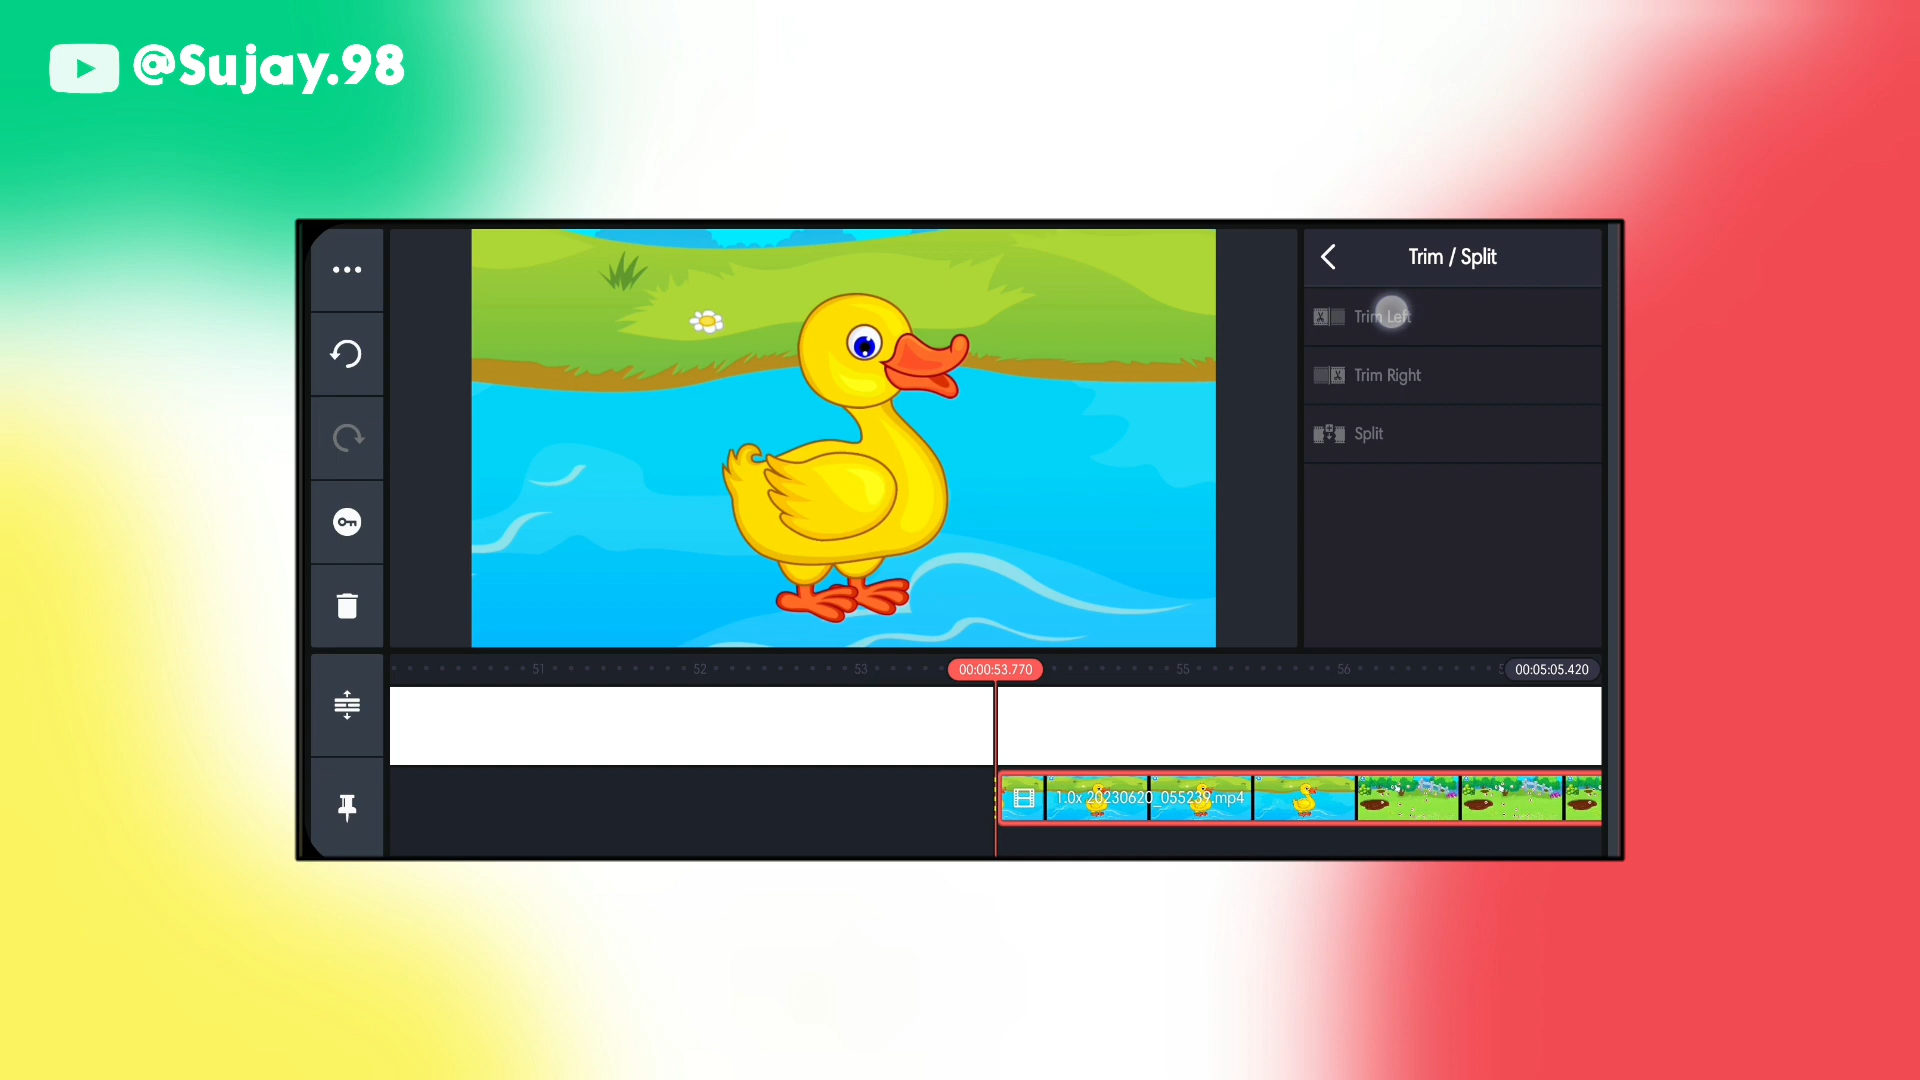 @Sujay.98
Trim / Split
Trim Left
Trim Right
Split
51 52 53 00:00:53.770 55 56 00:05:05.420
1.0x 20230620_055239.mp4